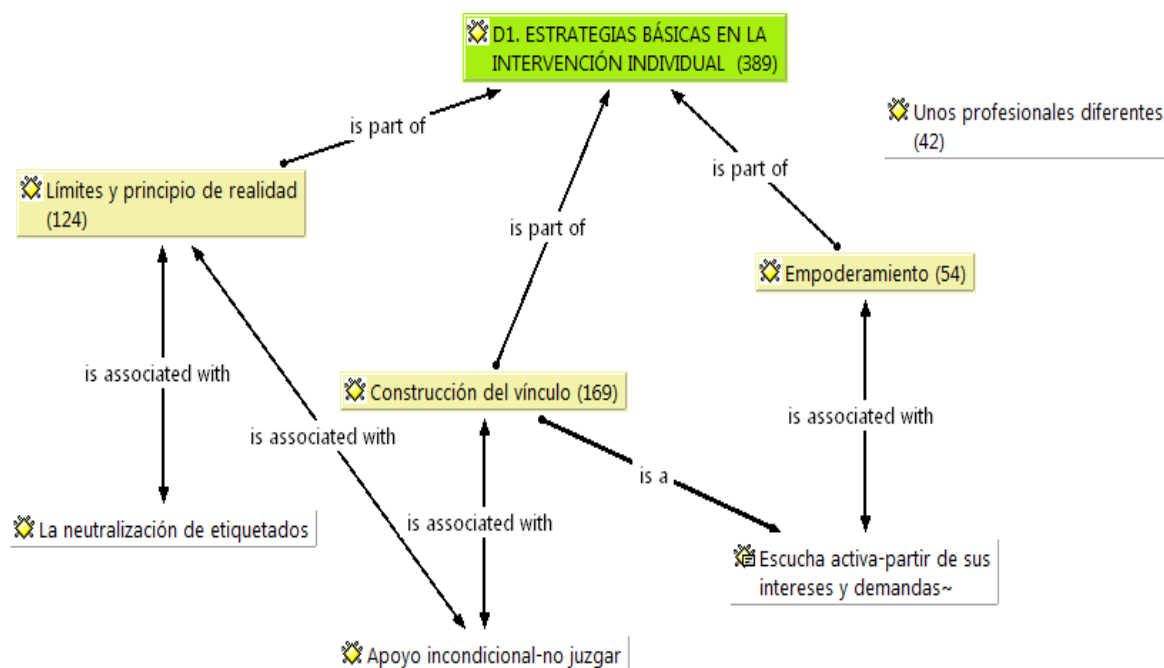 D1. ESTRATEGIAS BÁSICAS EN LA
INTERVENCIÓN INDIVIDUAL (389)
Unos profesionales diferentes
(42)
is part of
is part of
Límites y principio de realidad
(124)
is part of
Empoderamiento (54)
is associated with
Construcción del vínculo (169)
is associated with
is associated with
is a
is associated with
La neutralización de etiquetados
Escucha activa-partir de sus
intereses y demandas~
Apoyo incondicional-no juzgar